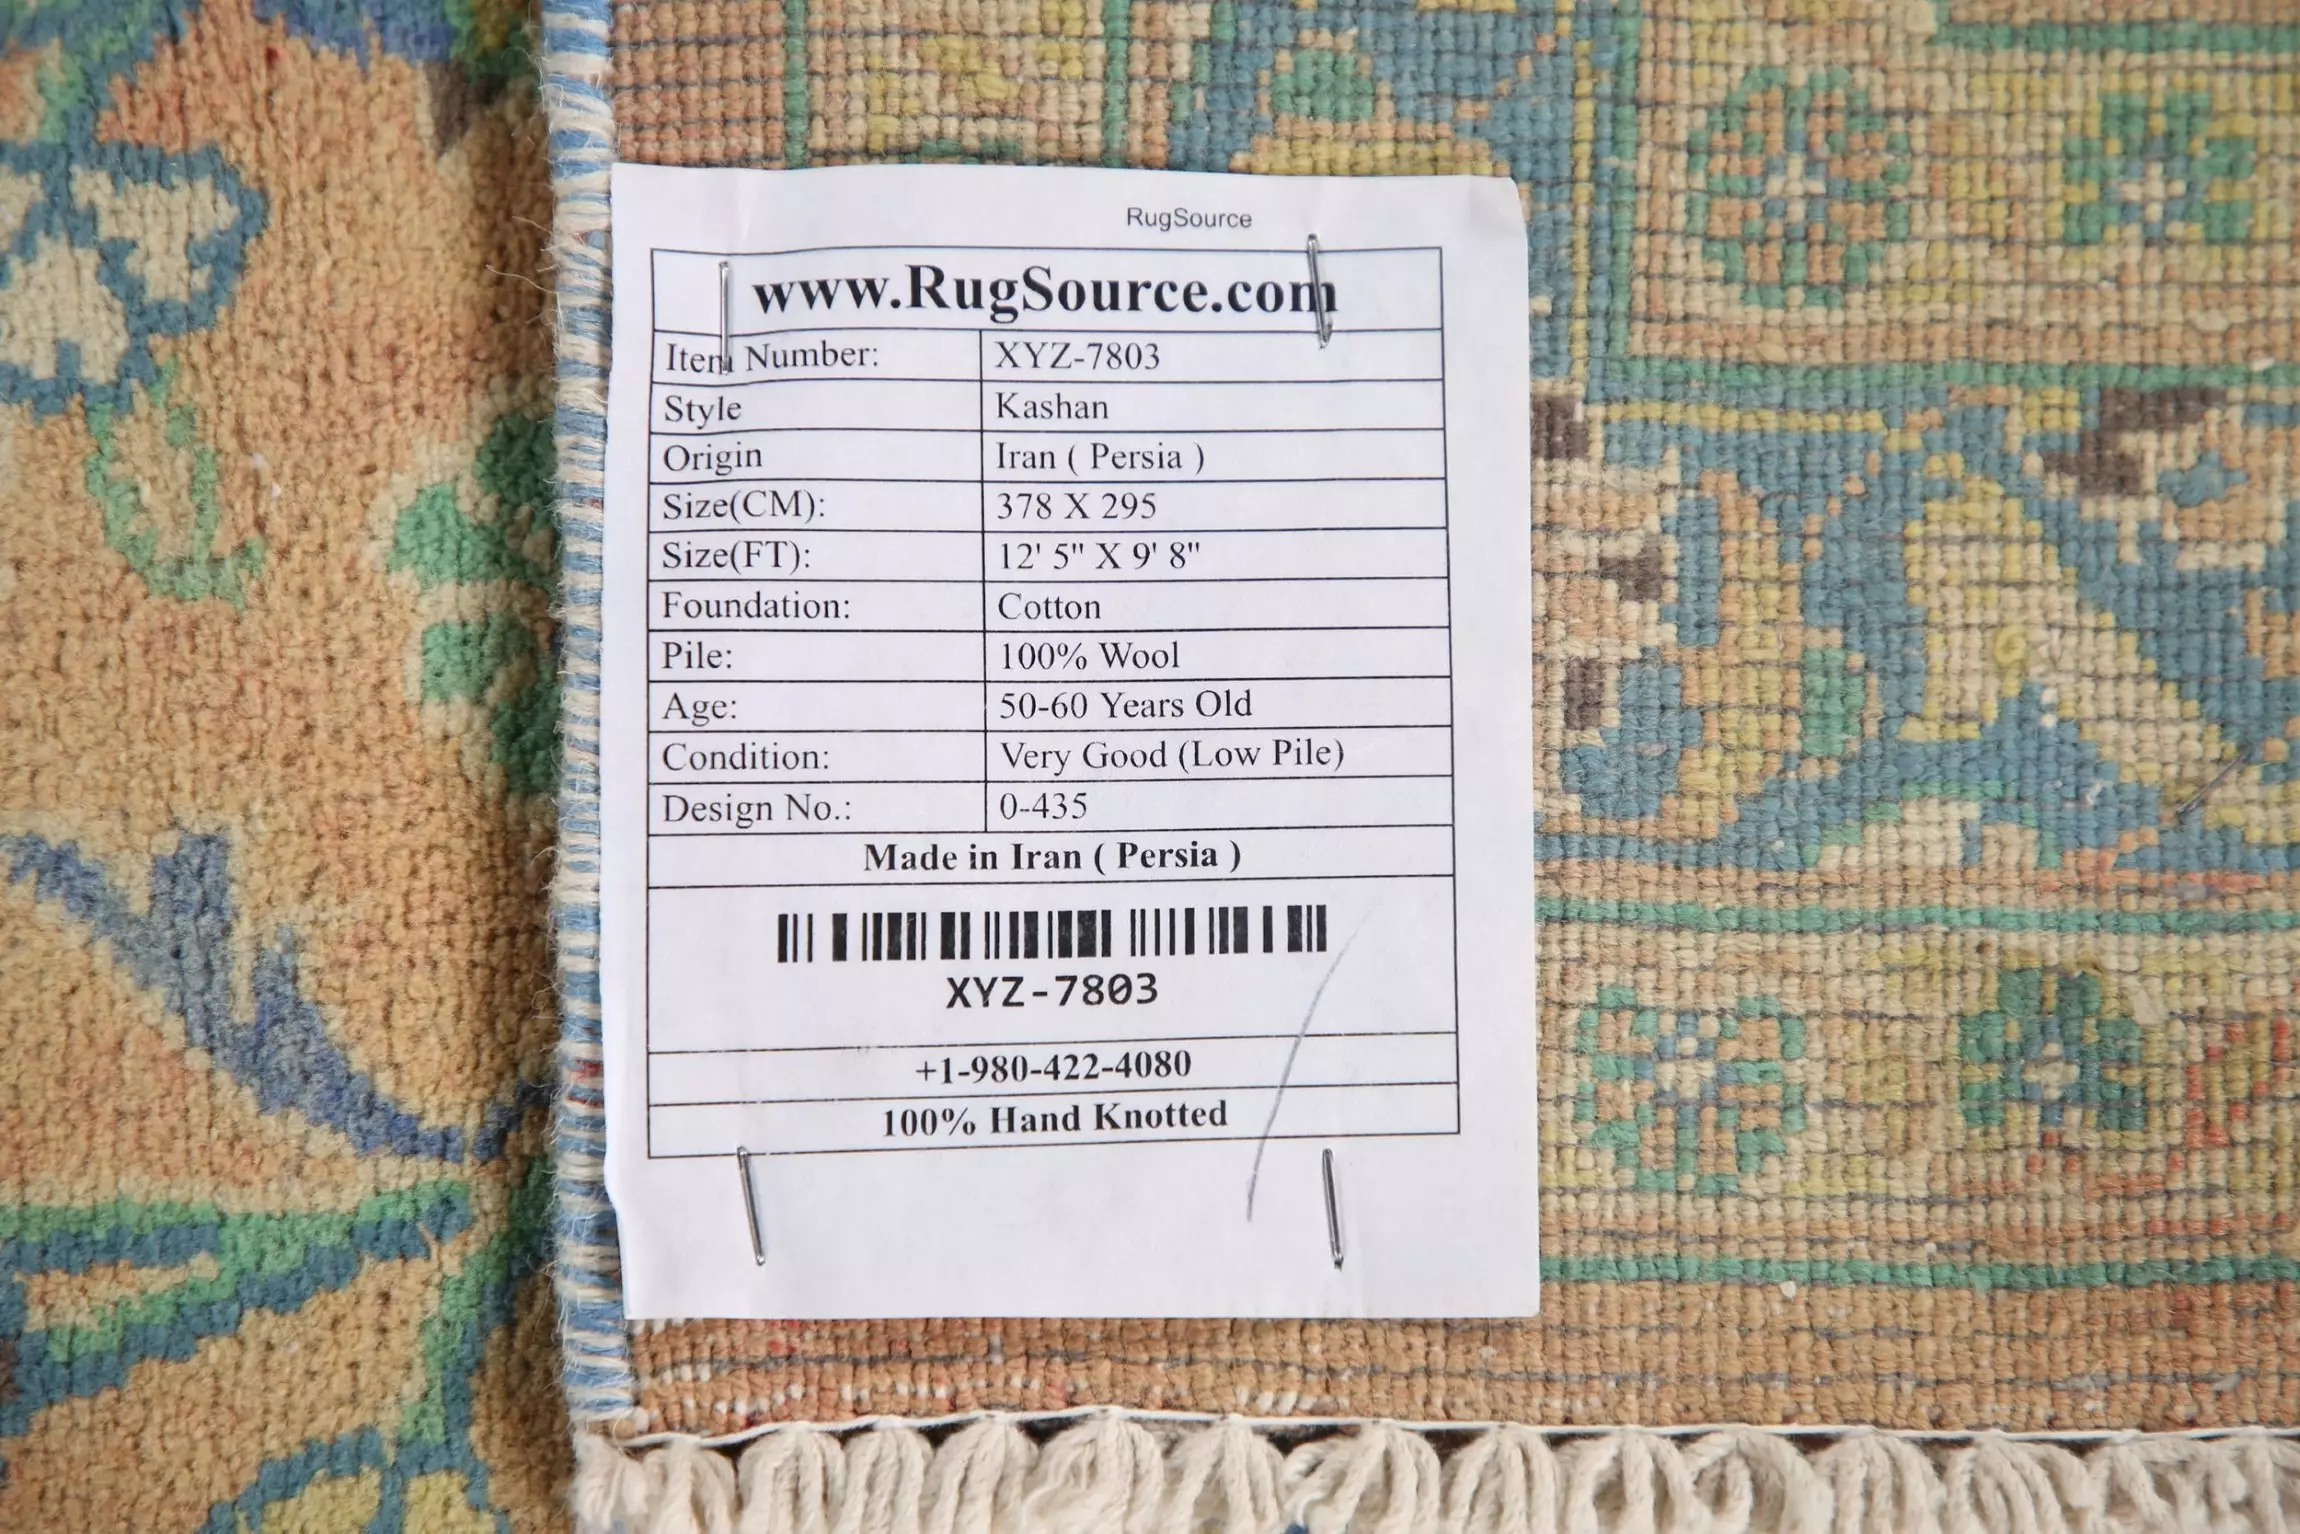 RugSource
www.RugSource.com
Item Number: XYZ-7803
Style Kashan
Origin Iran ( Persia )
Size(CM): 378 X 295
Size(FT): 12' 5" X 9' 8"
Foundation: Cotton
Pile: 100% Wool
Age: 50-60 Years Old
Condition: Very Good (Low Pile)
Design No.: 0-435
Made in Iran ( Persia )
XYZ-7803
+1-980-422-4080
100% Hand Knotted